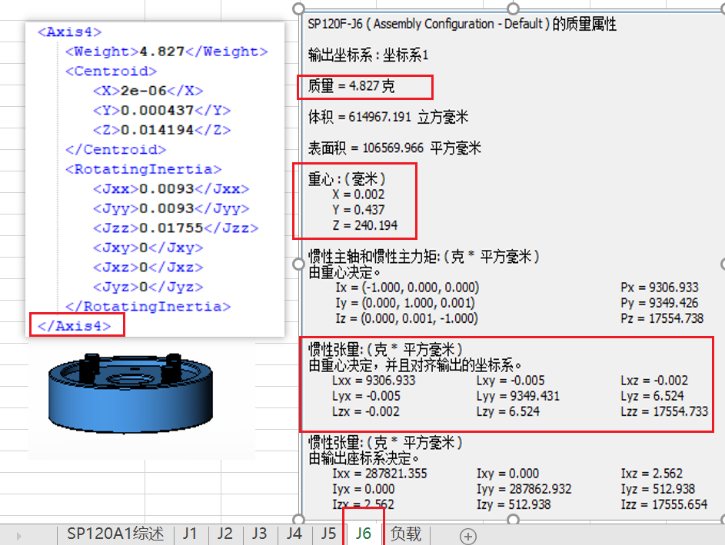 <Axis4>
<Weight>4.827</Weight>
<Centroid>
<X>2e-06</X>
<Y>0.000437</Y>
<Z>0.014194</Z>
</Centroid>
<RotatingInertia>
<Jxx>0.0093</Jxx>
<Jyy>0.0093</Jyy>
<Jzz>0.01755</Jzz>
<Jxy>0</Jxy>
<Jxz>0</Jxz>
<Jyz>0</Jyz>
</RotatingInertia>
</Axis4>
SP120F-J6 ( Assembly Configuration - Default ) 的质量属性
输出坐标系 : 坐标系1
质量 = 4.827 克
体积 = 614967.191 立方毫米
表面积 = 106569.966 平方毫米
重心 : ( 毫米 )
X = 0.002
Y = 0.437
Z = 240.194
惯性主轴和惯性主力矩: ( 克 * 平方毫米 )
由重心决定。
Ix = (-1.000, 0.000, 0.000) Px = 9306.933
Iy = (0.000, 1.000, 0.001) Py = 9349.426
Iz = (0.000, 0.001, -1.000) Pz = 17554.738
惯性张量: ( 克 * 平方毫米 )
由重心决定，并且对齐输出的坐标系。
Lxx = 9306.933 Lxy = -0.005 Lxz = -0.002
Lyx = -0.005 Lyy = 9349.431 Lyz = 6.524
Lzx = -0.002 Lzy = 6.524 Lzz = 17554.733
惯性张量: ( 克 * 平方毫米 )
由输出座标系决定。
Ixx = 287821.355 Ixy = 0.000 Ixz = 2.562
Iyx = 0.000 Iyy = 287862.932 Iyz = 512.938
Izx = 2.562 Izy = 512.938 Izz = 17555.654
SP120A1综述 J1 J2 J3 J4 J5 J6 负载